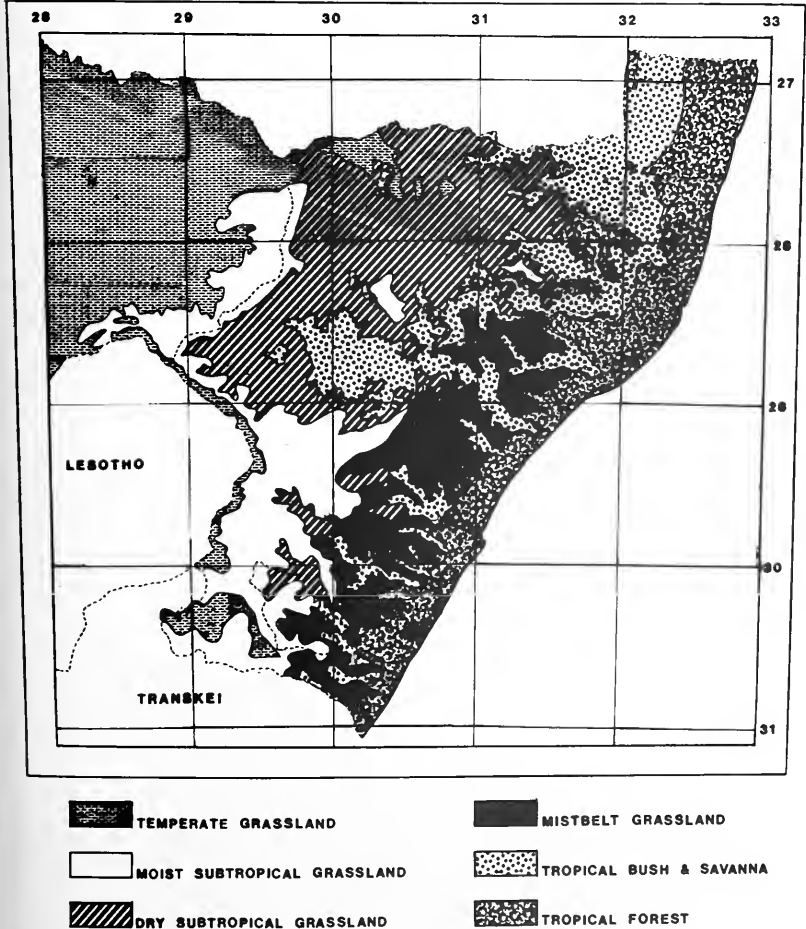 28 29 30 31 32 33
27
28
29
LESOTHO
30
TRANSKEI
31
TEMPERATE GRASSLAND
MOIST SUBTROPICAL GRASSLAND
DRY SUBTROPICAL GRASSLAND
MISTBELT GRASSLAND
TROPICAL BUSH & SAVANNA
TROPICAL FOREST